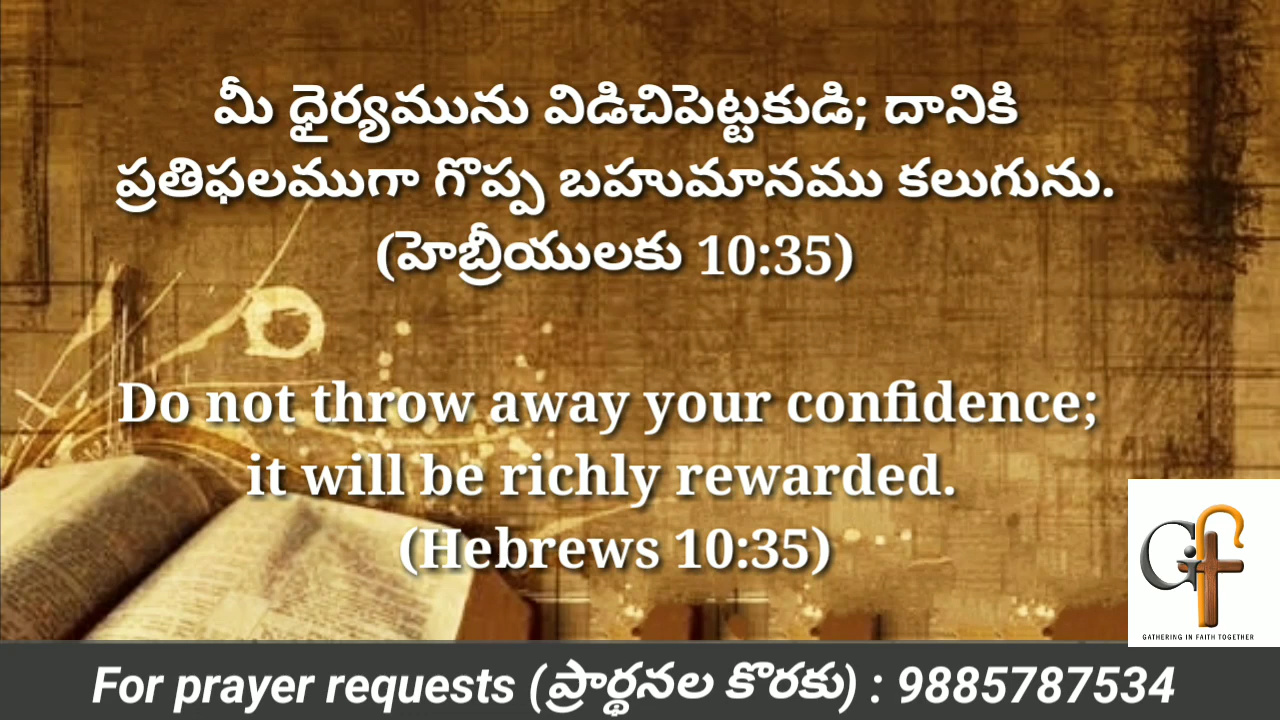 మీ ధైర్యమును విడిచిపెట్టకుడి; దానికి
ప్రతిఫలముగా గొప్ప బహుమానము కలుగును.
(హెబ్రీయులకు 10:35)
Do not throw away your confidence;
it will be richly rewarded.
(Hebrews 10:35)
GiFT
GATHERING IN FAITH TOGETHER
For prayer requests (ప్రార్థనల కొరకు) : 9885787534